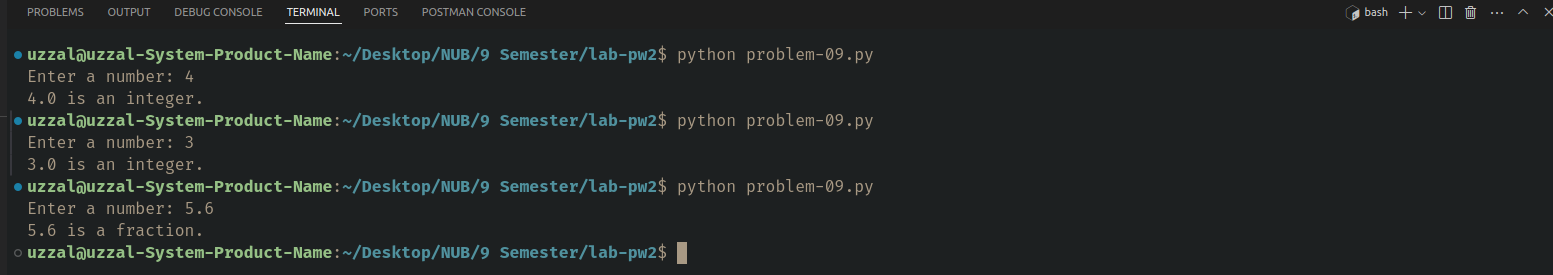 PROBLEMS OUTPUT DEBUG CONSOLE TERMINAL PORTS POSTMAN CONSOLE bash
uzzal@uzzal-System-Product-Name:~/Desktop/NUB/9 Semester/lab-pw2$ python problem-09.py
Enter a number: 4
4.0 is an integer.
uzzal@uzzal-System-Product-Name:~/Desktop/NUB/9 Semester/lab-pw2$ python problem-09.py
Enter a number: 3
3.0 is an integer.
uzzal@uzzal-System-Product-Name:~/Desktop/NUB/9 Semester/lab-pw2$ python problem-09.py
Enter a number: 5.6
5.6 is a fraction.
uzzal@uzzal-System-Product-Name:~/Desktop/NUB/9 Semester/lab-pw2$